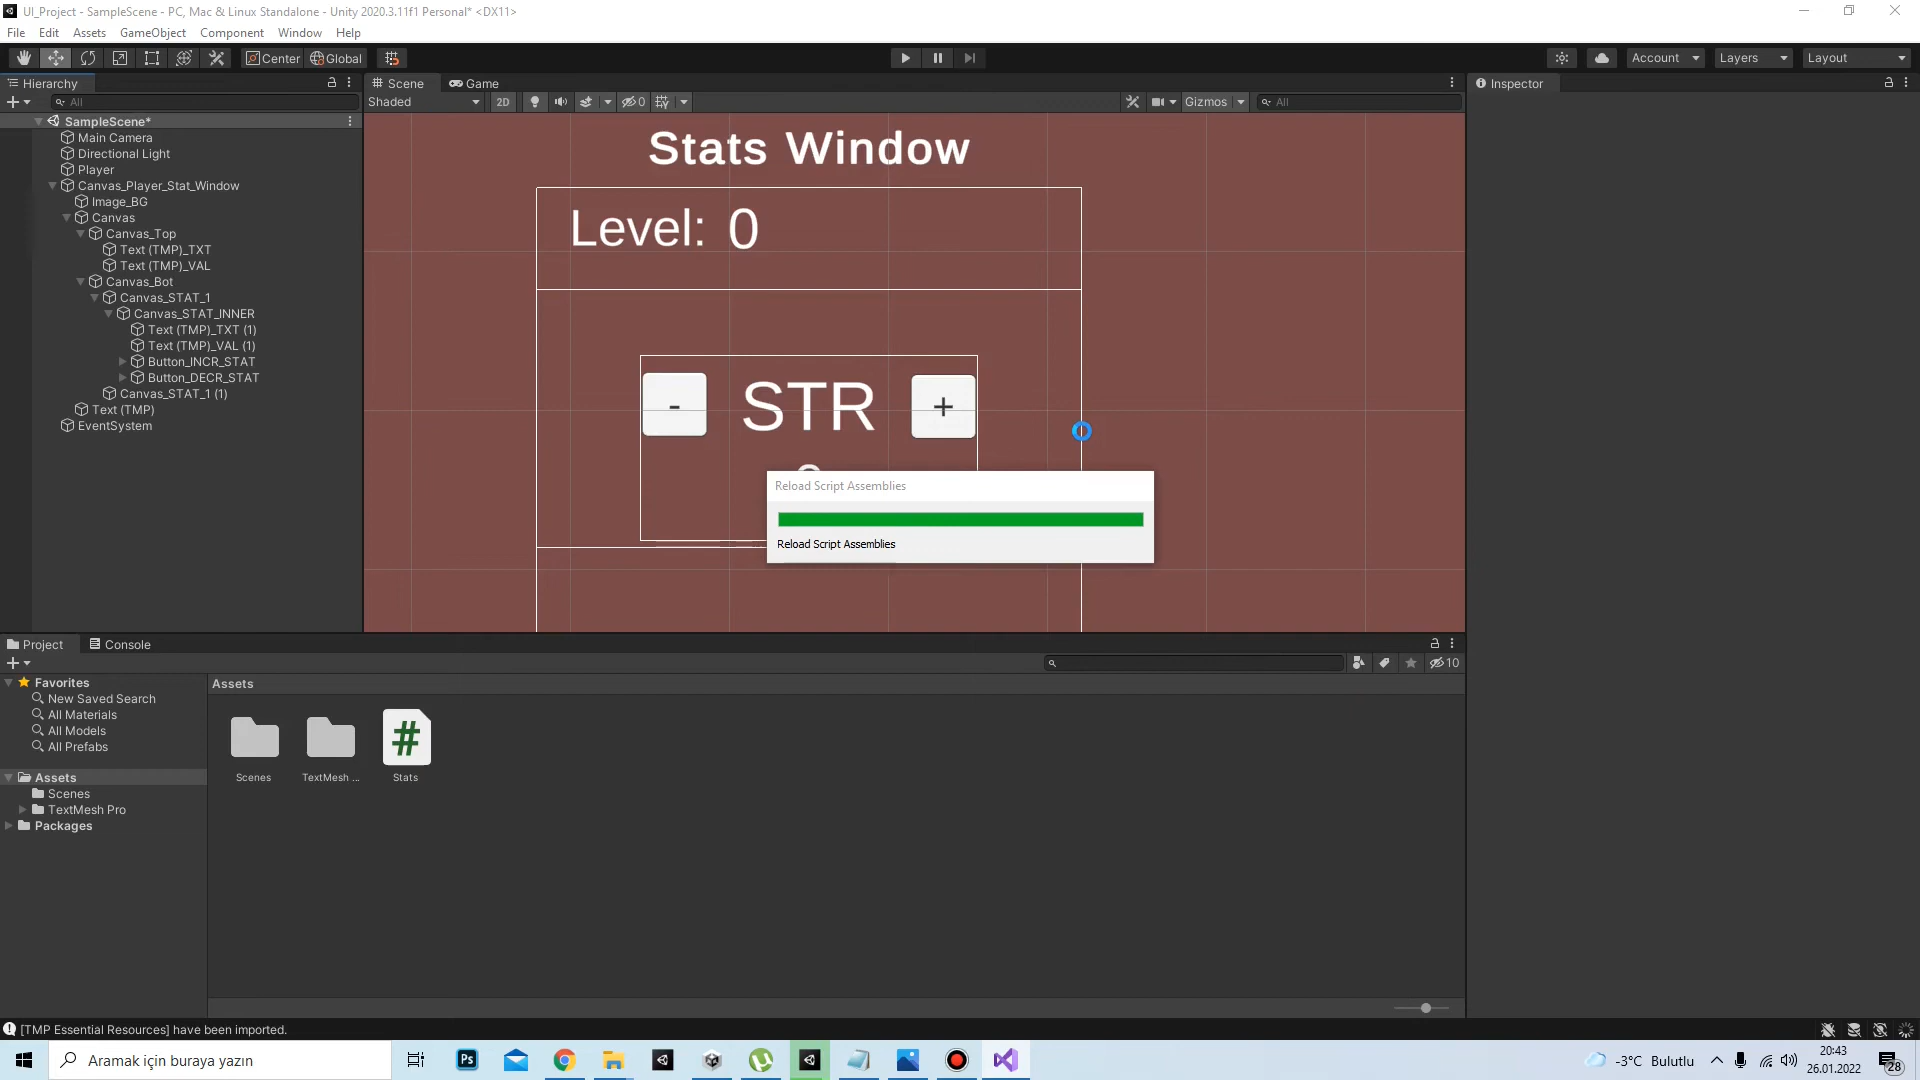 UI_Project - SampleScene - PC, Mac & Linux Standalone - Unity 2020.3.11f1 Personal* <DX11>
File Edit Assets GameObject Component Window Help
Center Global Account Layers Layout
Hierarchy
All
SampleScene*
Main Camera
Directional Light
Player
Canvas_Player_Stat_Window
Image_BG
Canvas
Canvas_Top
Text (TMP)_TXT
Text (TMP)_VAL
Canvas_Bot
Canvas_STAT_1
Canvas_STAT_INNER
Text (TMP)_TXT (1)
Text (TMP)_VAL (1)
Button_INCR_STAT
Button_DECR_STAT
Canvas_STAT_1 (1)
Text (TMP)
EventSystem
Scene Game
Shaded 2D 0 Gizmos All
Stats Window
Level: 0
- STR +
Reload Script Assemblies
Reload Script Assemblies
Inspector
Project Console
10
Favorites
New Saved Search
All Materials
All Models
All Prefabs
Assets
Scenes
TextMesh Pro
Packages
Assets
#
Scenes TextMesh ... Stats
[TMP Essential Resources] have been imported.
Aramak için buraya yazın
Ps
-3°C Bulutlu
20:43
26.01.2022
28